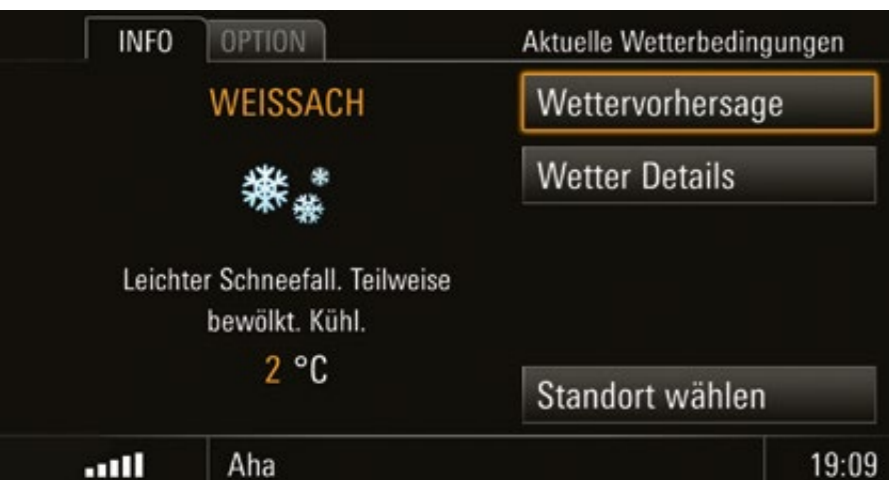 INFO
OPTION
Aktuelle Wetterbedingungen
WEISSACH
Wettervorhersage
Wetter Details
Leichter Schneefall. Teilweise
bewölkt. Kühl.
2 °C
Standort wählen
Aha
19:09